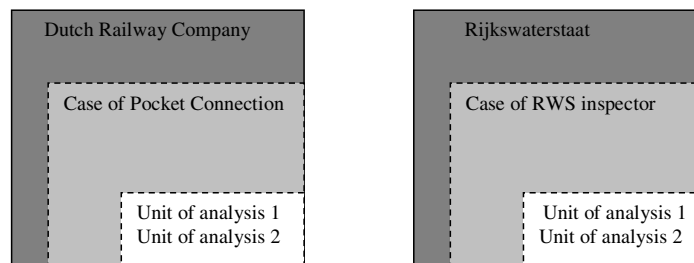 Dutch Railway Company
Case of Pocket Connection
Unit of analysis 1
Unit of analysis 2
Rijkswaterstaat
Case of RWS inspector
Unit of analysis 1
Unit of analysis 2